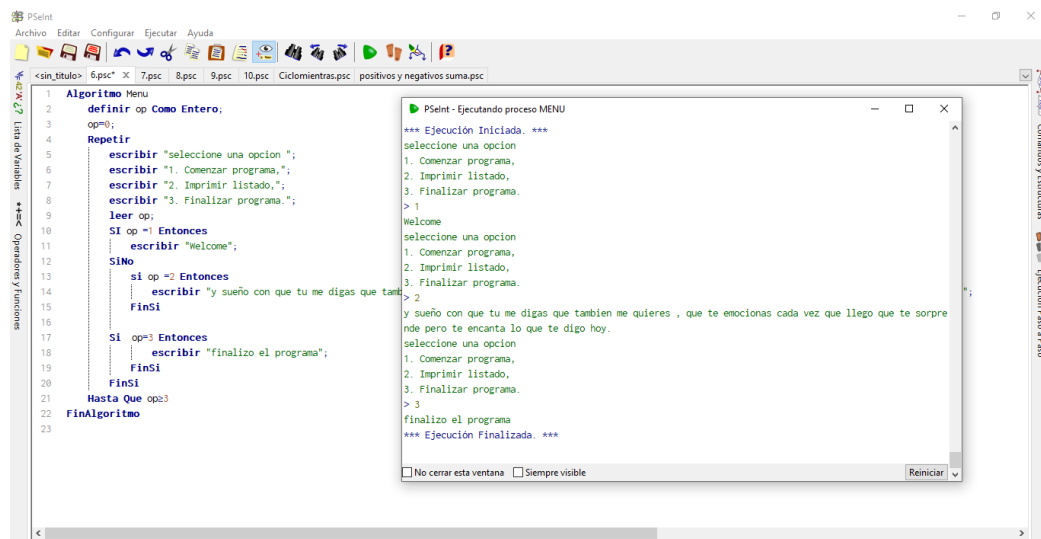 PSeInt
Archivo Editar Configurar Ejecutar Ayuda
<sin_titulo> 6.psc* X 7.psc 8.psc 9.psc 10.psc Ciclomientras.psc positivos y negativos suma.psc
1 Algoritmo Menu
2 definir op Como Entero;
3 op=0;
4 Repetir
5 escribir "seleccione una opcion ";
6 escribir "1. Comenzar programa,";
7 escribir "2. Imprimir listado,";
8 escribir "3. Finalizar programa.";
9 leer op;
10 SI op =1 Entonces
11 escribir "Welcome";
12 SiNo
13 si op =2 Entonces
14 escribir "y sueño con que tu me digas que tamb ";
15 FinSi
16
17 Si op=3 Entonces
18 escribir "finalizo el programa";
19 FinSi
20 FinSi
21 Hasta Que op≥3
22 FinAlgoritmo
23
PSeInt - Ejecutando proceso MENU
*** Ejecución Iniciada. ***
seleccione una opcion
1. Comenzar programa,
2. Imprimir listado,
3. Finalizar programa.
> 1
Welcome
seleccione una opcion
1. Comenzar programa,
2. Imprimir listado,
3. Finalizar programa.
> 2
y sueño con que tu me digas que tambien me quieres , que te emocionas cada vez que llego que te sorpre
nde pero te encanta lo que te digo hoy.
seleccione una opcion
1. Comenzar programa,
2. Imprimir listado,
3. Finalizar programa.
> 3
finalizo el programa
*** Ejecución Finalizada. ***
No cerrar esta ventana Siempre visible Reiniciar
42 'A' ¿? Lista de Variables
*+=< Operadores y Funciones
Comandos y Estructuras
Ejecución Paso a Paso